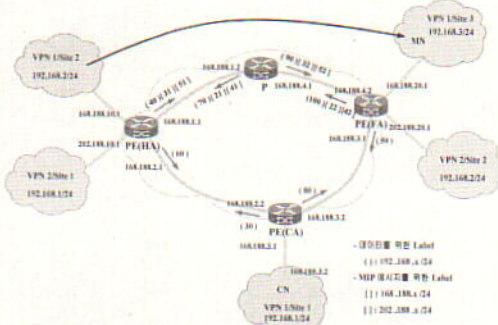 VPN 1/Site 2
192.168.2/24
VPN 1/Site 3
192.168.3/24
MN
168.188.1.2
P
168.188.4.1
168.188.4.2
168.188.20.1
PE(FA)
202.188.20.1
168.188.10.1
168.188.1.1
202.188.10.1
PE(HA)
168.188.2.1
168.188.3.1
VPN 2/Site 1
192.168.1/24
VPN 2/Site 2
192.168.2/24
( 60 )
( 50 )
( 80 )
( 30 )
168.188.2.2
168.188.3.2
PE(CA)
168.188.3.1
168.188.3.2
CN
VPN 1/Site 1
192.168.1/24
- 데이터를 위한 Label
( ) : 192.168.x /24
- MIP 메시지를 위한 Label
[ ] : 168.188.x /24
{ } : 202.188.x /24